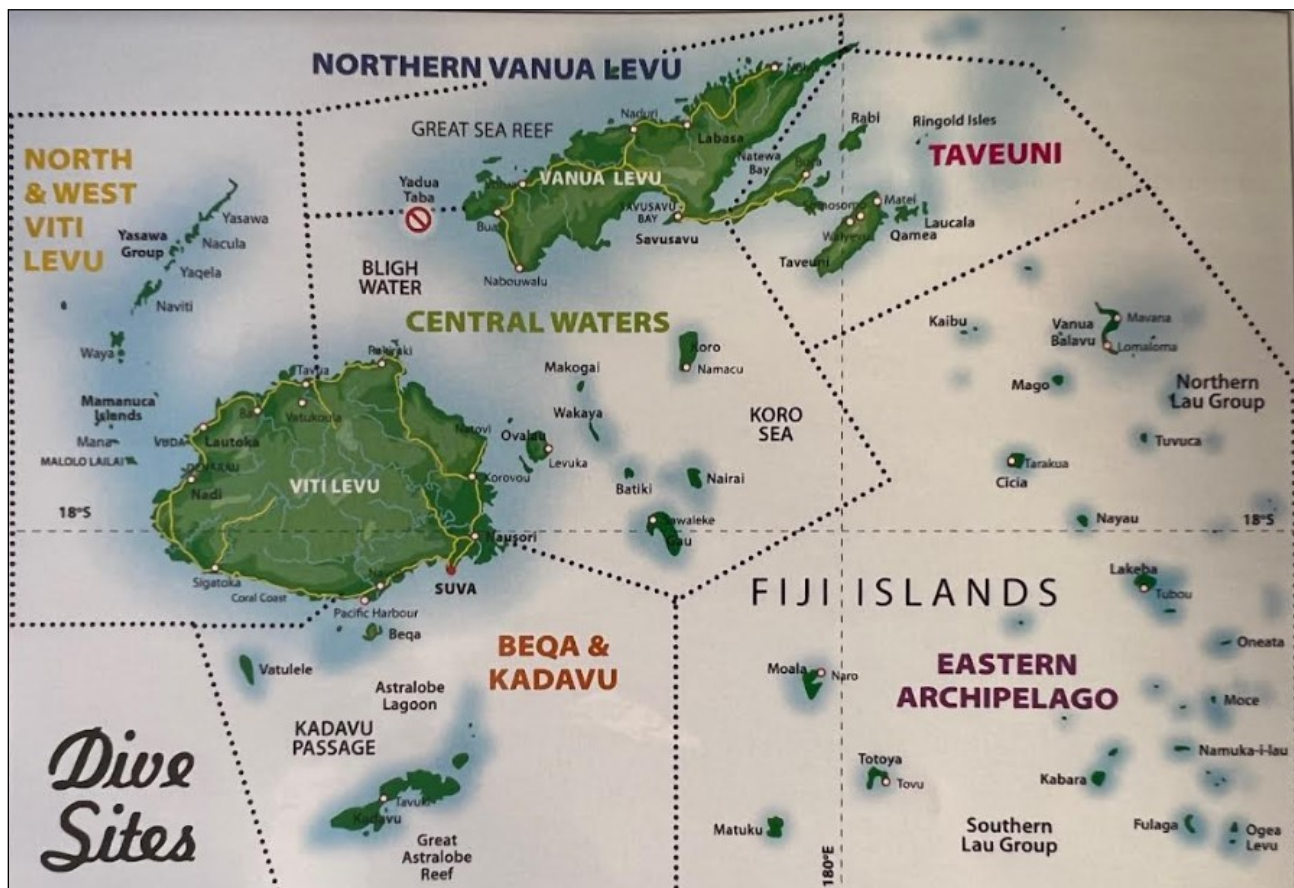 NORTHERN VANUA LEVU
GREAT SEA REEF
Naduri
Labasa
Rabi
Ringold Isles
TAVEUNI
NORTH
& WEST
VITI
LEVU
Yadua
Taba
VANUA LEVU
Natewa
Bay
Buca
SAVUSAVU
BAY
Savusavu
Bua
Nabouwalu
Matei
Laucala
Qamea
Taveuni
Yasawa
Yasawa
Group
Nacula
Yaqela
Naviti
Waya
BLIGH
WATER
CENTRAL WATERS
Kaibu
Vanua
Balavu
Mavana
Lomaloma
Mago
Northern
Lau Group
Koro
Namacu
Makogai
Wakaya
KORO
SEA
Mamanuca
Islands
Mana
MALOLO LAILAI
Tavua
Vatukoula
Lautoka
Nadi
VITI LEVU
Natovi
Korovou
Ovalau
Levuka
Batiki
Nairai
Tuvuca
Tarakua
Cicia
Nayau
18°S
18°S
Sawaleke
Gau
Nausori
SUVA
Sigatoka
Coral Coast
Pacific Harbour
Beqa
Vatulele
FIJI ISLANDS
Lakeba
Tubou
Oneata
BEQA &
KADAVU
Astralobe
Lagoon
KADAVU
PASSAGE
Moala
Naro
EASTERN
ARCHIPELAGO
Moce
Namuka-i-lau
Dive
Sites
Tavuki
Kadavu
Great
Astralobe
Reef
Totoya
Tovu
Kabara
Matuku
180°E
Southern
Lau Group
Fulaga
Ogea
Levu